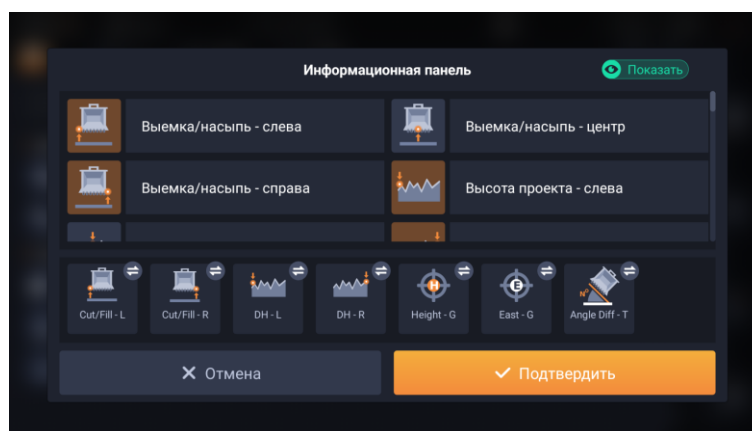 Информационная панель
Показать
Выемка/насыпь - слева
Выемка/насыпь - центр
Выемка/насыпь - справа
Высота проекта - слева
Cut/Fill - L
Cut/Fill - R
DH - L
DH - R
H
Height - G
E
East - G
N°
Angle Diff - T
Отмена
Подтвердить